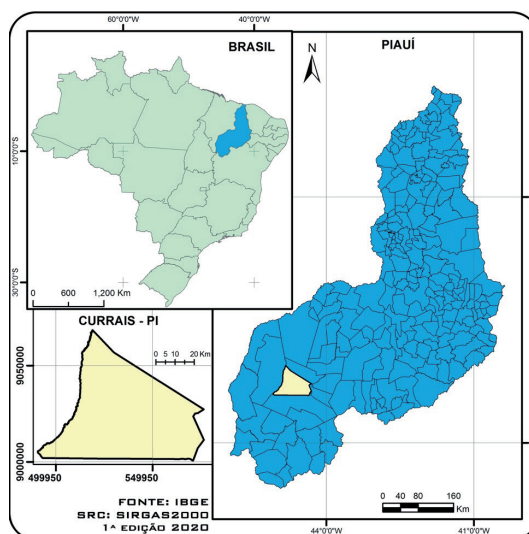 60°0'0"W 40°0'0"W
BRASIL
10°0'0"S
30°0'0"S
0 600 1,200 Km
N
PIAUÍ
CURRAIS - PI
0 5 10 20 Km
9050000
9000000
499950 549950
FONTE: IBGE
SRC: SIRGAS2000
1ª EDIÇÃO 2020
0 40 80 160
Km
44°0'0"W 41°0'0"W